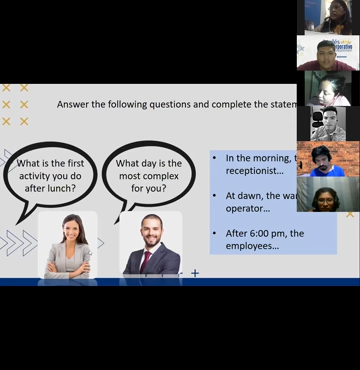 Answer the following questions and complete the
What is the first
activity you do
after lunch?
What day is the
most complex
for you?
• In the morning,
receptionist...
• At dawn, the
operator...
• After 6:00 pm, the
employees...